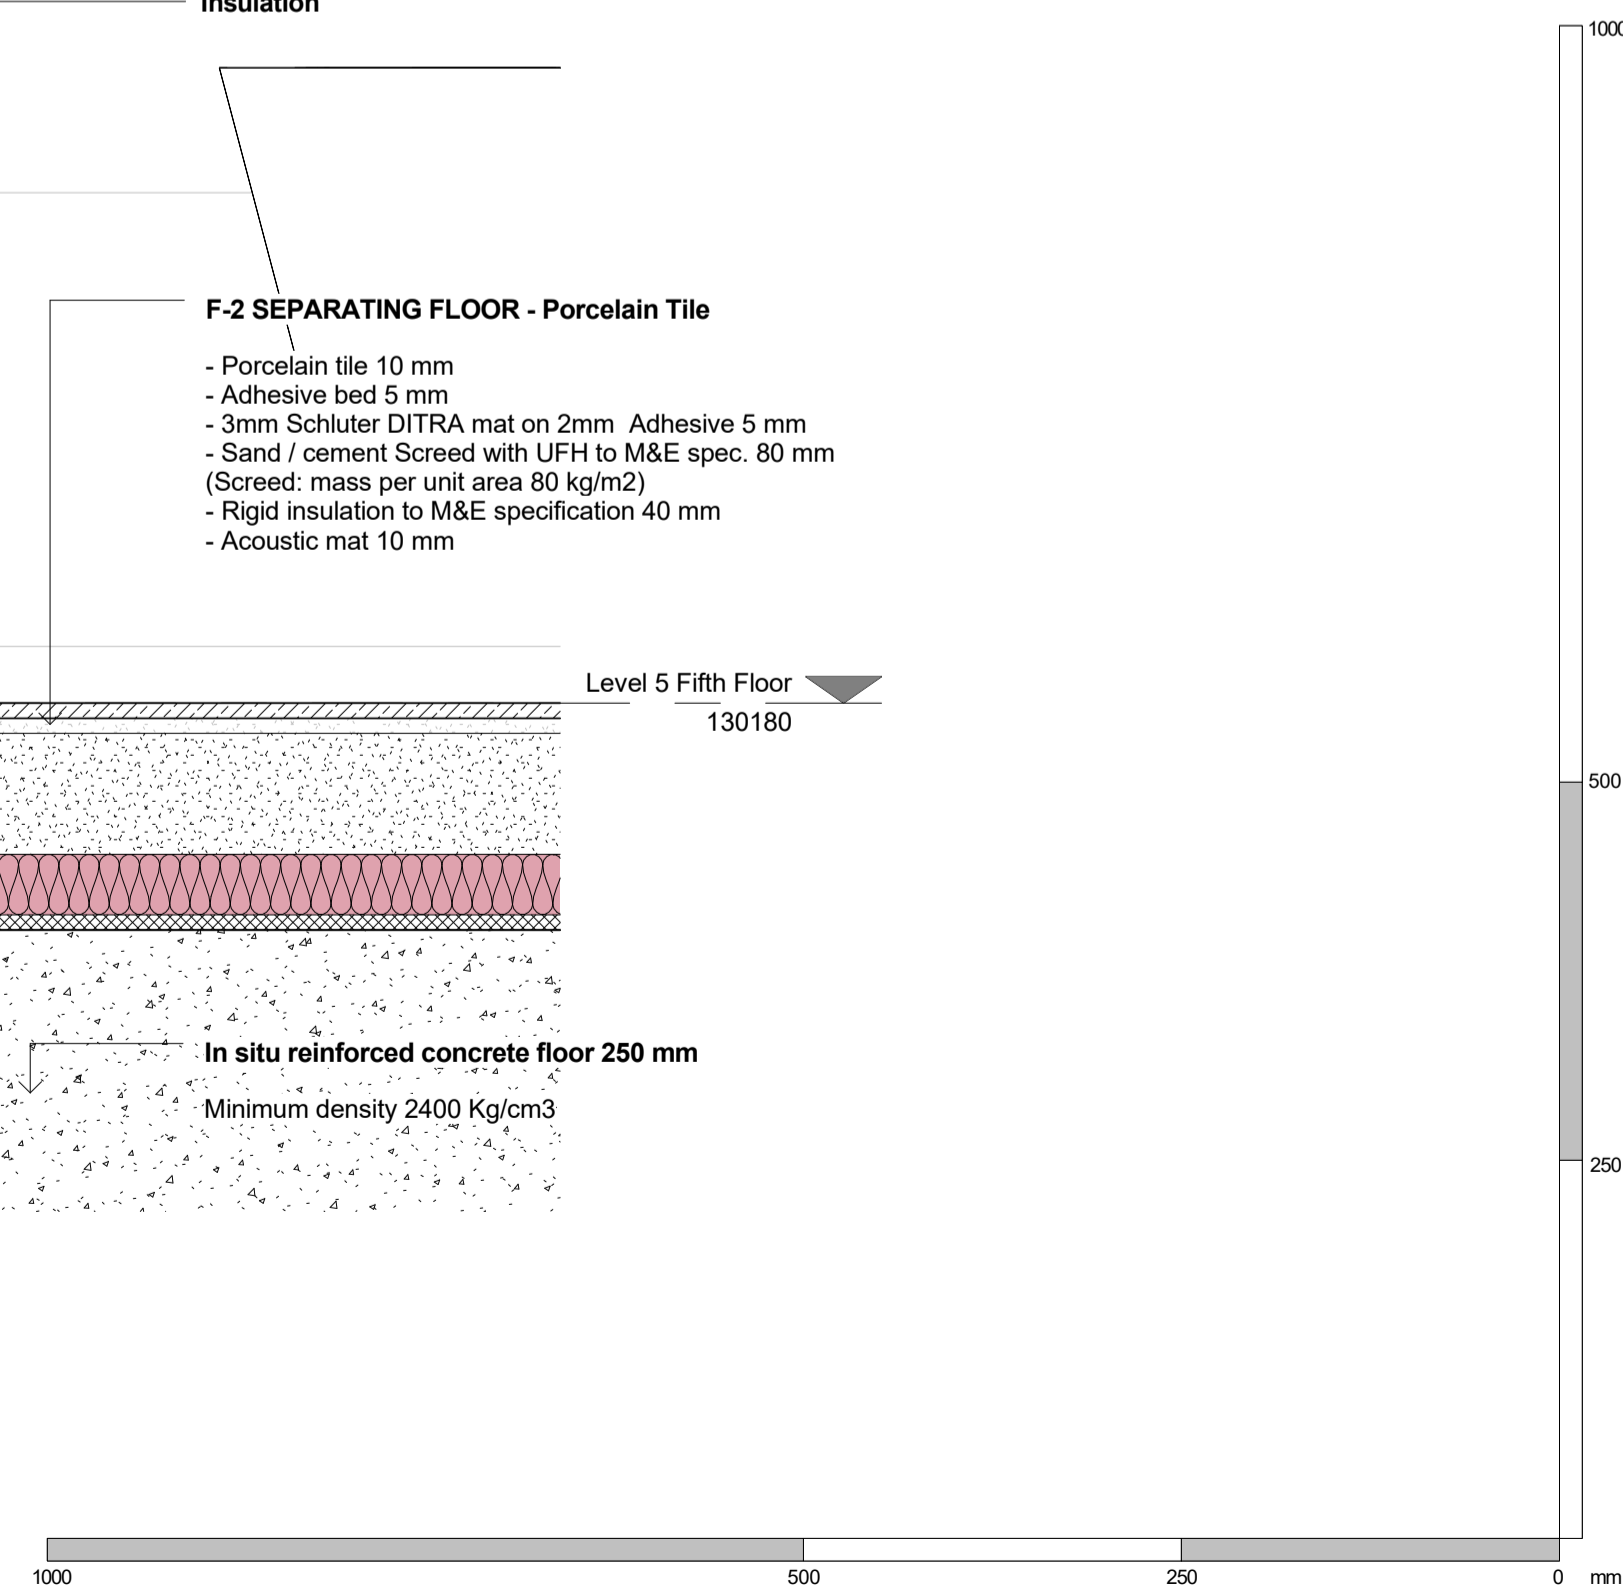 Insulation
1000
F-2 SEPARATING FLOOR - Porcelain Tile
- Porcelain tile 10 mm
- Adhesive bed 5 mm
- 3mm Schluter DITRA mat on 2mm  Adhesive 5 mm
- Sand / cement Screed with UFH to M&E spec. 80 mm
(Screed: mass per unit area 80 kg/m2)
- Rigid insulation to M&E specification 40 mm
- Acoustic mat 10 mm
Level 5 Fifth Floor
130180
500
In situ reinforced concrete floor 250 mm
Minimum density 2400 Kg/cm3
250
1000 500 250 0 mm